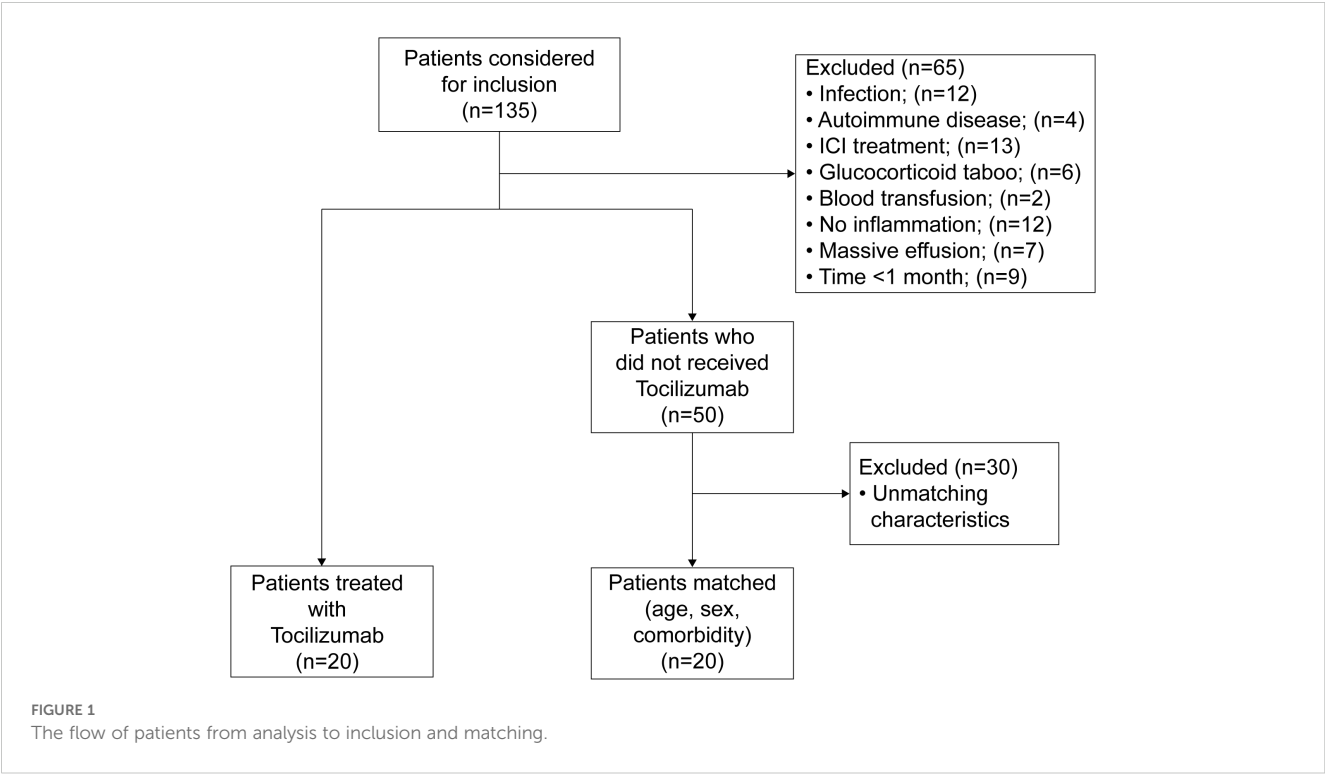 Patients considered
for inclusion
(n=135)
Excluded (n=65)
• Infection; (n=12)
• Autoimmune disease; (n=4)
• ICI treatment; (n=13)
• Glucocorticoid taboo; (n=6)
• Blood transfusion; (n=2)
• No inflammation; (n=12)
• Massive effusion; (n=7)
• Time <1 month; (n=9)
Patients who
did not received
Tocilizumab
(n=50)
Excluded (n=30)
• Unmatching
characteristics
Patients treated
with
Tocilizumab
(n=20)
Patients matched
(age, sex,
comorbidity)
(n=20)
FIGURE 1
The flow of patients from analysis to inclusion and matching.